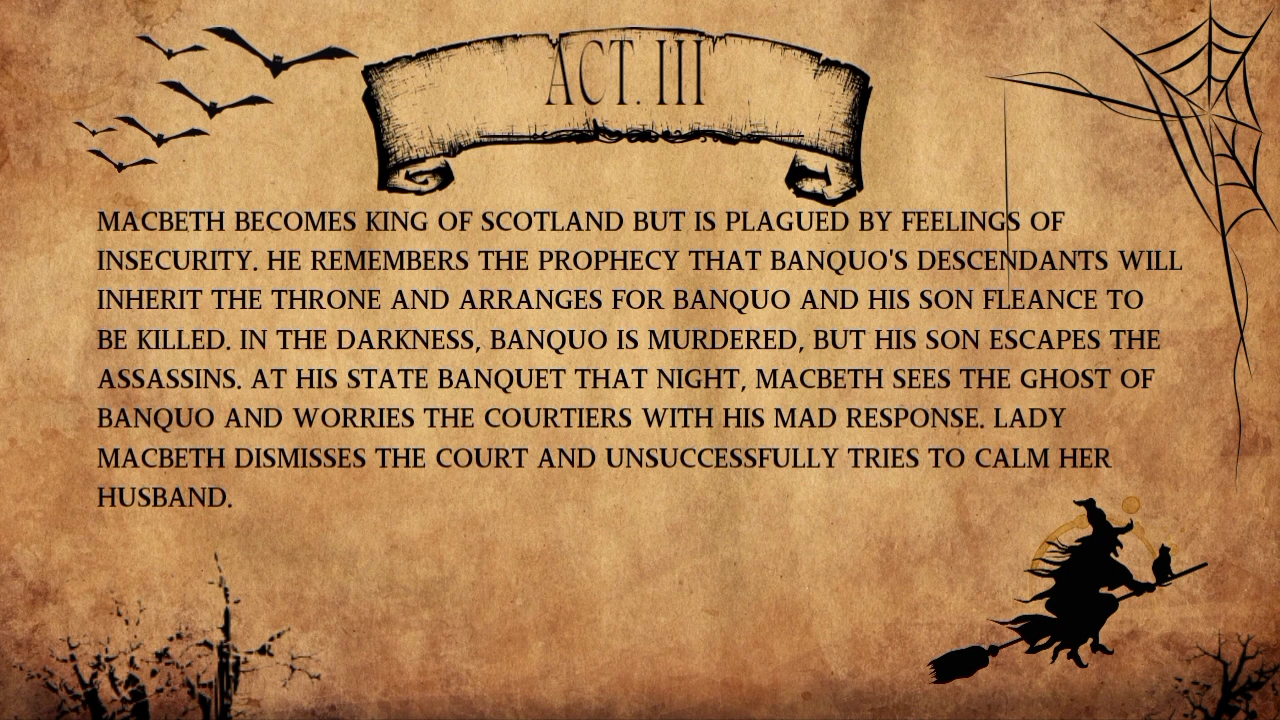 ACT. III
MACBETH BECOMES KING OF SCOTLAND BUT IS PLAGUED BY FEELINGS OF
INSECURITY. HE REMEMBERS THE PROPHECY THAT BANQUO'S DESCENDANTS WILL
INHERIT THE THRONE AND ARRANGES FOR BANQUO AND HIS SON FLEANCE TO
BE KILLED. IN THE DARKNESS, BANQUO IS MURDERED, BUT HIS SON ESCAPES THE
ASSASSINS. AT HIS STATE BANQUET THAT NIGHT, MACBETH SEES THE GHOST OF
BANQUO AND WORRIES THE COURTIERS WITH HIS MAD RESPONSE. LADY
MACBETH DISMISSES THE COURT AND UNSUCCESSFULLY TRIES TO CALM HER
HUSBAND.